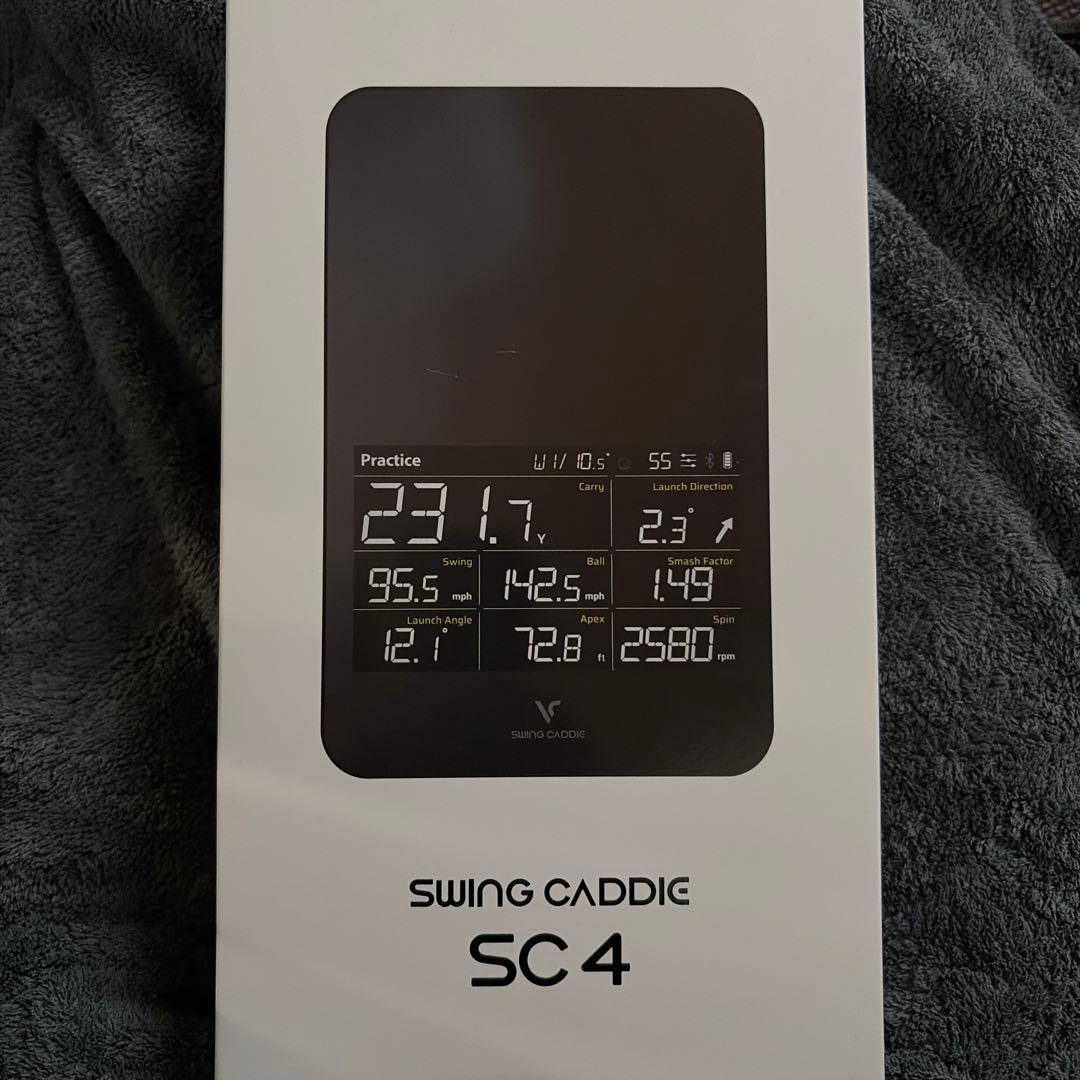 Practice W1/ 10.5° 55
Carry Launch Direction
231.7 Y 2.3°
Swing Ball Smash Factor
95.5 mph 142.5 mph 1.49
Launch Angle Apex Spin
12.1° 72.8 ft 2580 rpm
SWING CADDIE
SWING CADDIE
SC4